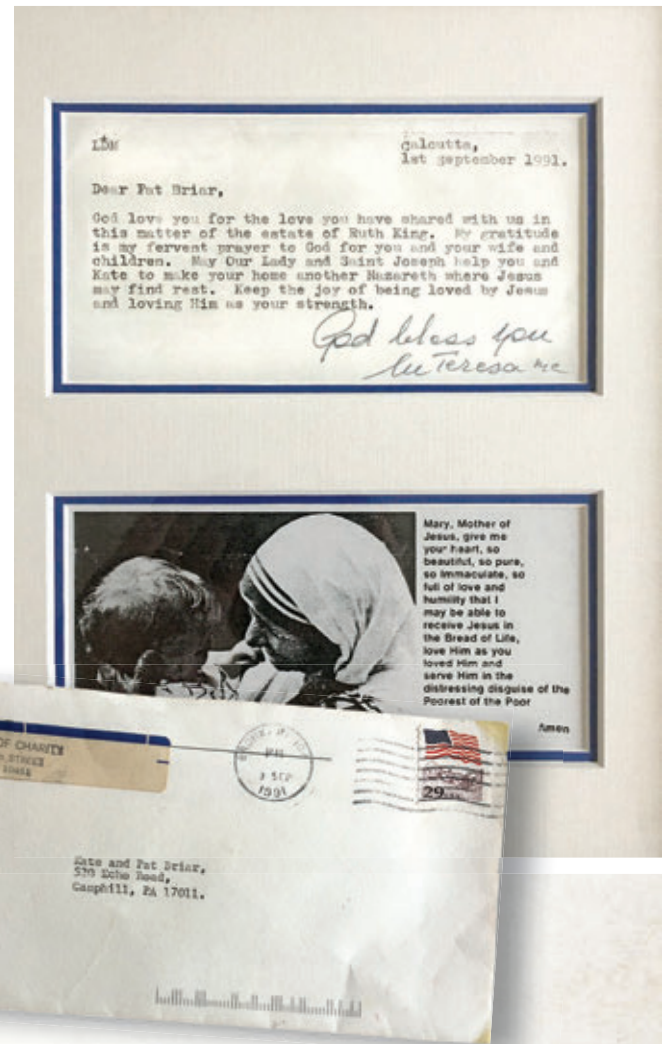 LDM
Calcutta,
1st September 1991.
Dear Pat Briar,
God love you for the love you have shared with us in
this matter of the estate of Ruth King. My gratitude
is my fervent prayer to God for you and your wife and
children. May Our Lady and Saint Joseph help you and
Kate to make your home another Nazareth where Jesus
may find rest. Keep the joy of being loved by Jesus
and loving Him as your strength.
God bless you
lu Teresa mc
Mary, Mother of
Jesus, give me
your heart, so
beautiful, so pure,
so Immaculate, so
full of love and
humility that I
may be able to
receive Jesus in
the Bread of Life,
love Him as you
loved Him and
serve Him in the
distressing disguise of the
Poorest of the Poor
Amen
OF CHARITY
STREET
SEP
1991
29 USA
Kate and Pat Briar,
520 Echo Road,
Camphill, PA 17011.